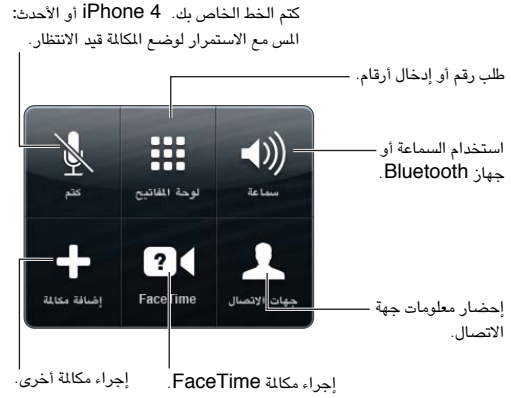 كتم الخط الخاص بك. iPhone 4 أو الأحدث:
المس مع الاستمرار لوضع المكالمة قيد الانتظار.
طلب رقم أو إدخال أرقام.
استخدام السماعة أو
جهاز Bluetooth.
سماعة
لوحة المفاتيح
كتم
جهات الاتصال
FaceTime
إضافة مكالمة
إحضار معلومات جهة
الاتصال.
إجراء مكالمة FaceTime.
إجراء مكالمة أخرى.